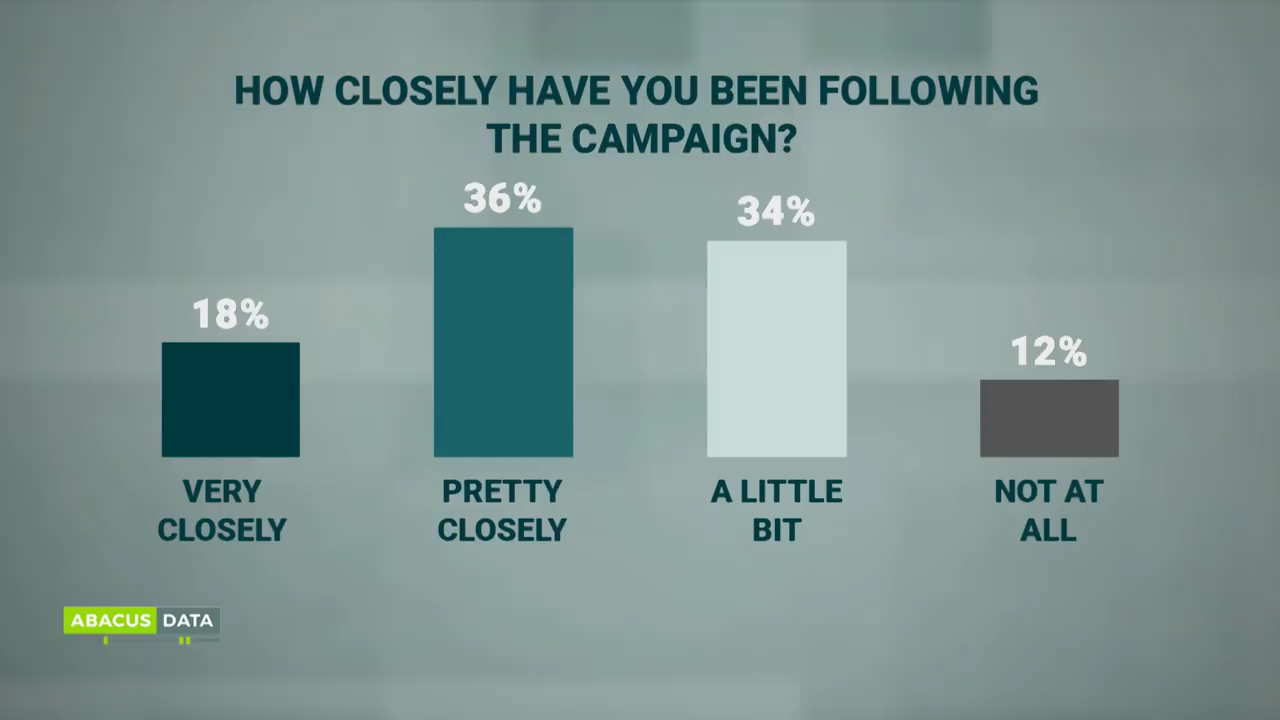 HOW CLOSELY HAVE YOU BEEN FOLLOWING
THE CAMPAIGN?
18%
36%
34%
12%
VERY
CLOSELY
PRETTY
CLOSELY
A LITTLE
BIT
NOT AT
ALL
ABACUS DATA